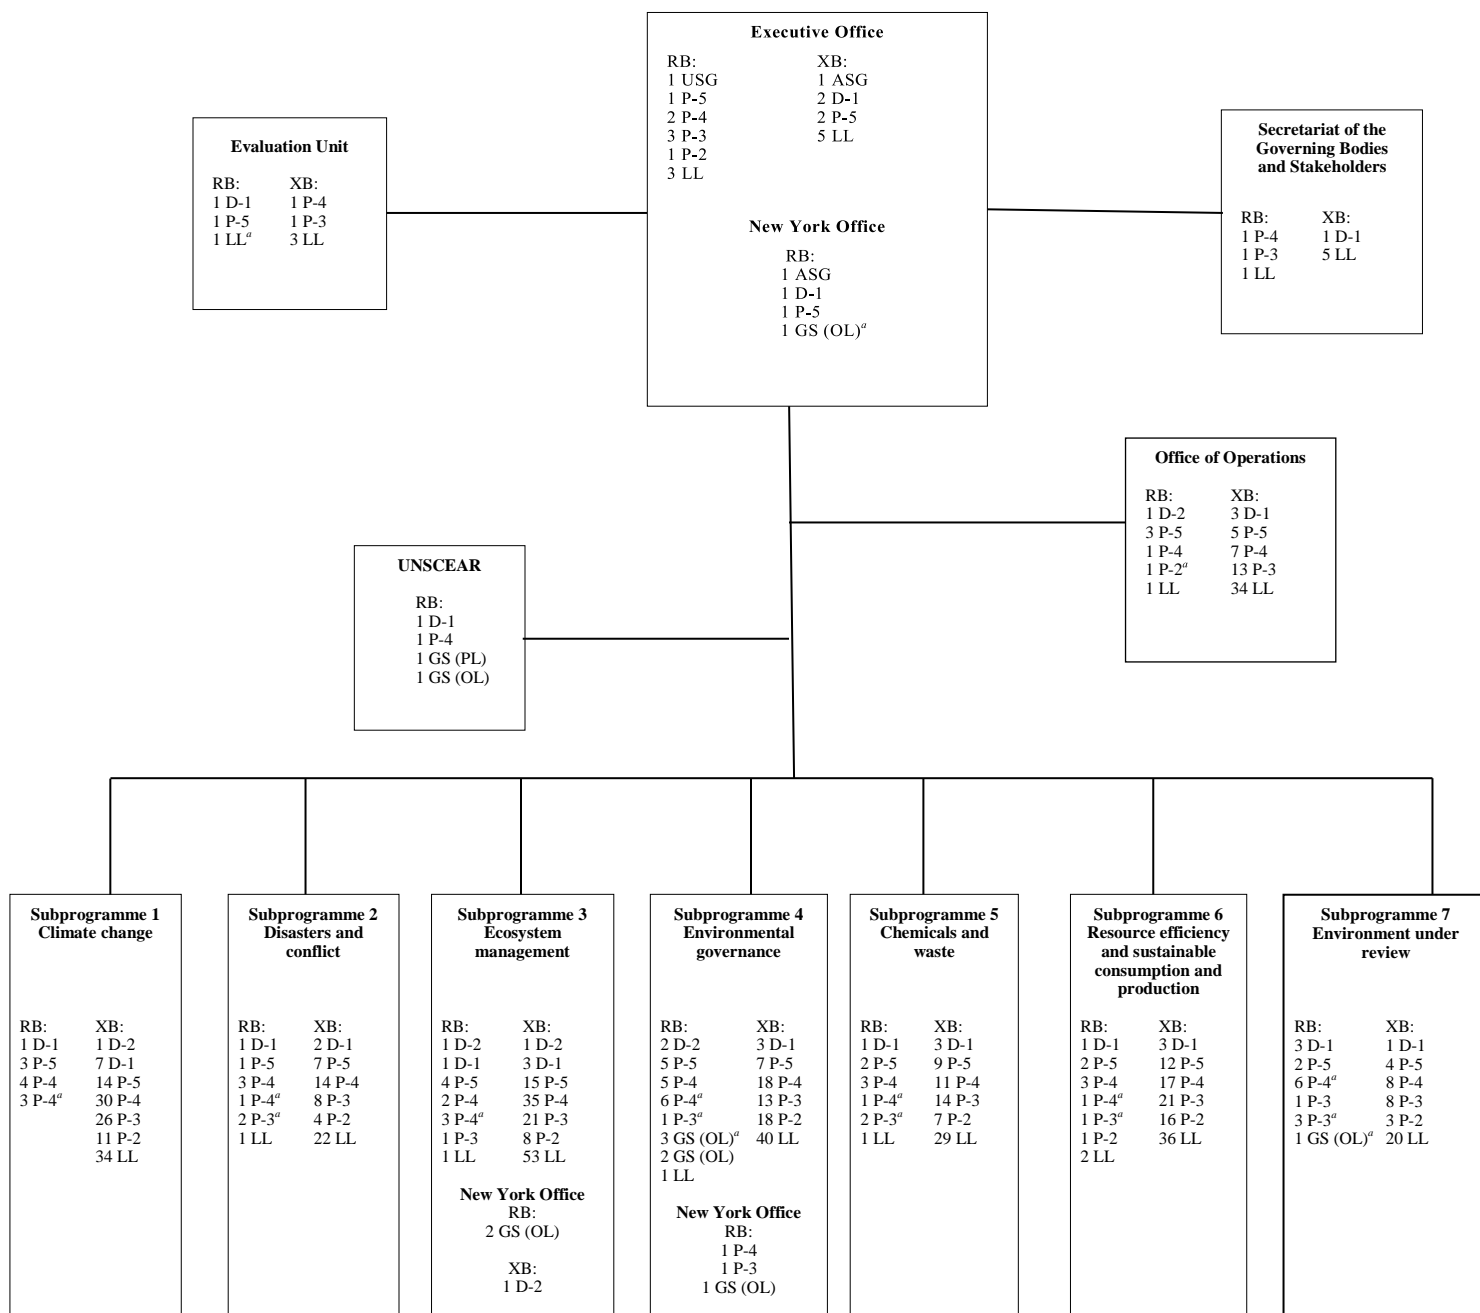 Executive Office
RB: XB:
1 USG 1 ASG
1 P-5 2 D-1
2 P-4 2 P-5
3 P-3 5 LL
1 P-2
3 LL
New York Office
RB:
1 ASG
1 D-1
1 P-5
1 GS (OL)a
Evaluation Unit
RB: XB:
1 D-1 1 P-4
1 P-5 1 P-3
1 LLa 3 LL
Secretariat of the
Governing Bodies
and Stakeholders
RB: XB:
1 P-4 1 D-1
1 P-3 5 LL
1 LL
Office of Operations
RB: XB:
1 D-2 3 D-1
3 P-5 5 P-5
1 P-4 7 P-4
1 P-2a 13 P-3
1 LL 34 LL
UNSCEAR
RB:
1 D-1
1 P-4
1 GS (PL)
1 GS (OL)
Subprogramme 1
Climate change
RB: XB:
1 D-1 1 D-2
3 P-5 7 D-1
4 P-4 14 P-5
3 P-4a 30 P-4
26 P-3
11 P-2
34 LL
Subprogramme 2
Disasters and
conflict
RB: XB:
1 D-1 2 D-1
1 P-5 7 P-5
3 P-4 14 P-4
1 P-4a 8 P-3
2 P-3a 4 P-2
1 LL 22 LL
Subprogramme 3
Ecosystem
management
RB: XB:
1 D-2 1 D-2
1 D-1 3 D-1
4 P-5 15 P-5
2 P-4 35 P-4
3 P-4a 21 P-3
1 P-3 8 P-2
1 LL 53 LL
New York Office
RB:
2 GS (OL)
XB:
1 D-2
Subprogramme 4
Environmental
governance
RB: XB:
2 D-2 3 D-1
5 P-5 7 P-5
5 P-4 18 P-4
6 P-4a 13 P-3
1 P-3a 18 P-2
3 GS (OL)a 40 LL
2 GS (OL)
1 LL
New York Office
RB:
1 P-4
1 P-3
1 GS (OL)
Subprogramme 5
Chemicals and
waste
RB: XB:
1 D-1 3 D-1
2 P-5 9 P-5
3 P-4 11 P-4
1 P-4a 14 P-3
2 P-3a 7 P-2
1 LL 29 LL
Subprogramme 6
Resource efficiency
and sustainable
consumption and
production
RB: XB:
1 D-1 3 D-1
2 P-5 12 P-5
3 P-4 17 P-4
1 P-4a 21 P-3
1 P-3a 16 P-2
1 P-2 36 LL
2 LL
Subprogramme 7
Environment under
review
RB: XB:
3 D-1 1 D-1
2 P-5 4 P-5
6 P-4a 8 P-4
1 P-3 8 P-3
3 P-3a 3 P-2
1 GS (OL)a 20 LL